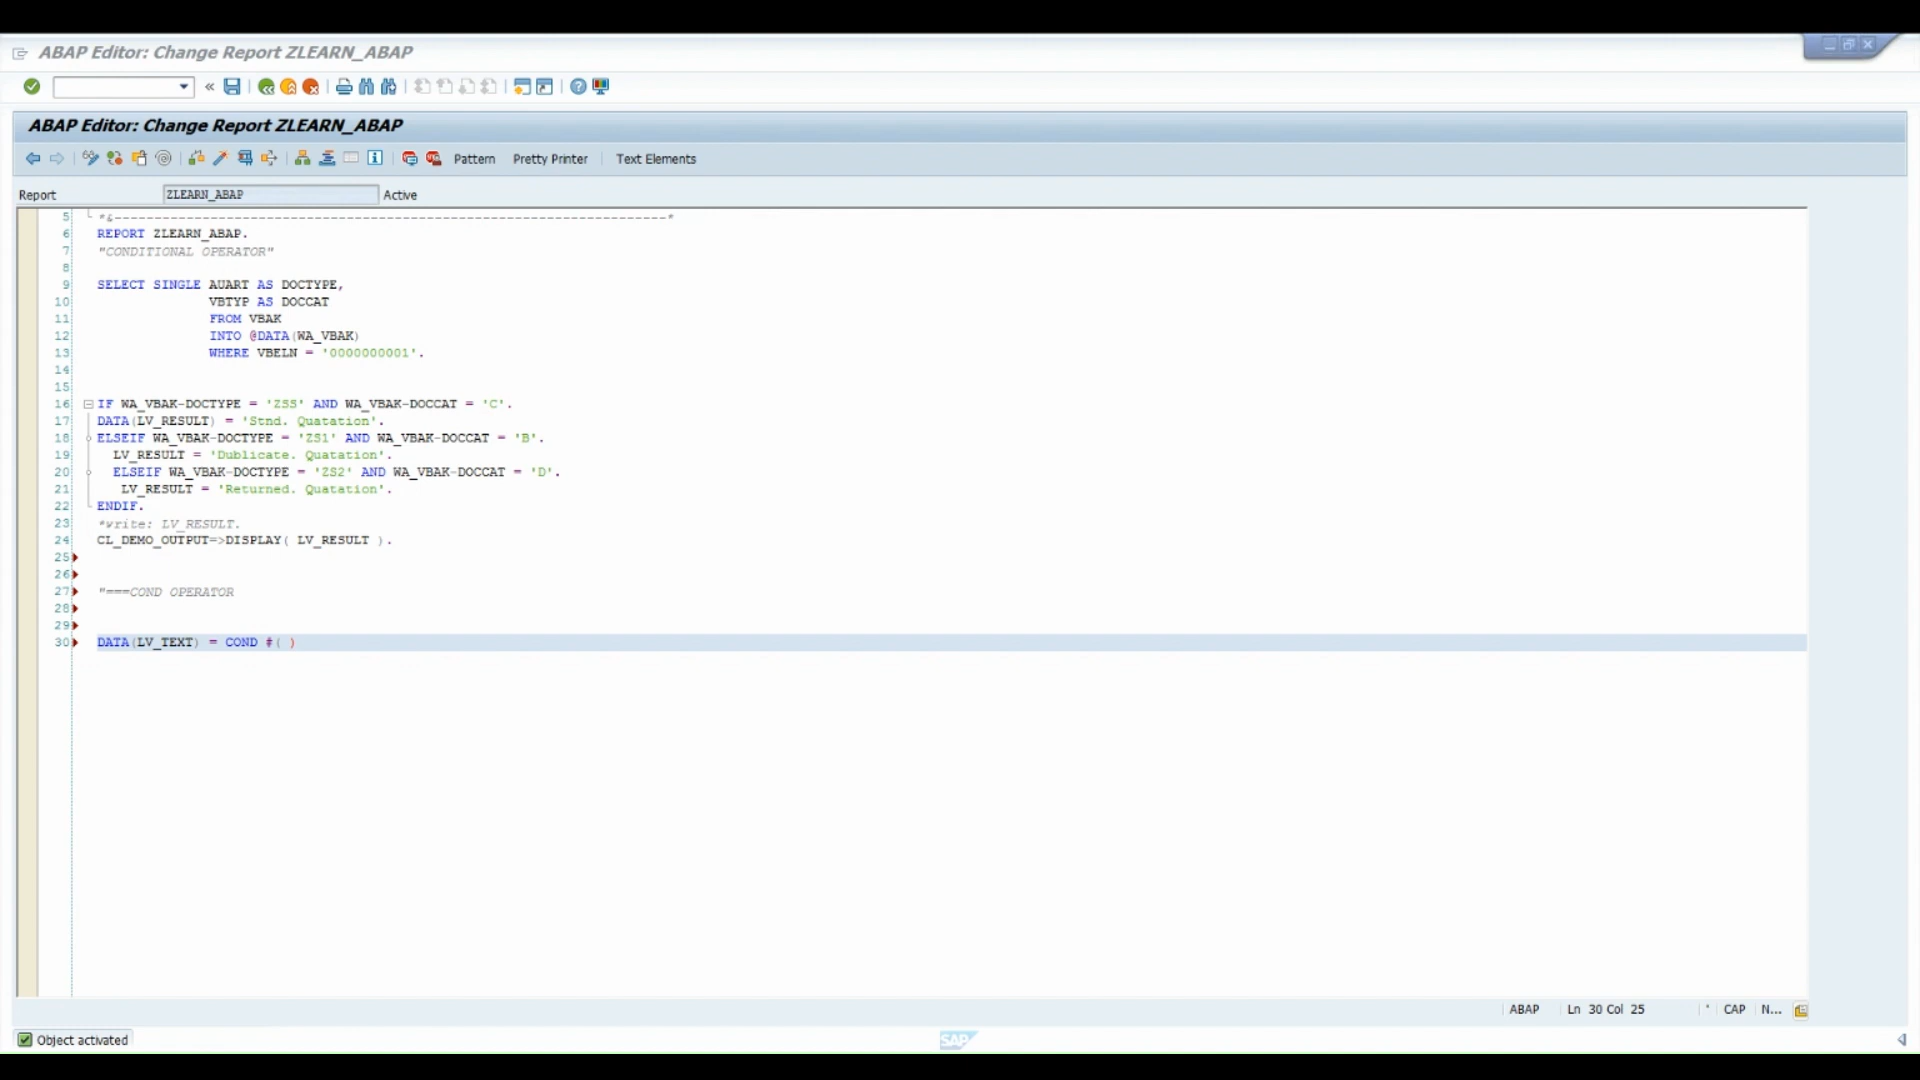 ABAP Editor: Change Report ZLEARN_ABAP
ABAP Editor: Change Report ZLEARN_ABAP
Pattern Pretty Printer Text Elements
Report ZLEARN_ABAP Active
5 *&---------------------------------------------------------------------*
6 REPORT ZLEARN_ABAP.
7 "CONDITIONAL OPERATOR"
8
9 SELECT SINGLE AUART AS DOCTYPE,
10 VBTYP AS DOCCAT
11 FROM VBAK
12 INTO @DATA(WA_VBAK)
13 WHERE VBELN = '0000000001'.
14
15
16 IF WA_VBAK-DOCTYPE = 'ZSS' AND WA_VBAK-DOCCAT = 'C'.
17 DATA(LV_RESULT) = 'Stnd. Quatation'.
18 ELSEIF WA_VBAK-DOCTYPE = 'ZS1' AND WA_VBAK-DOCCAT = 'B'.
19 LV_RESULT = 'Dublicate. Quatation'.
20 ELSEIF WA_VBAK-DOCTYPE = 'ZS2' AND WA_VBAK-DOCCAT = 'D'.
21 LV_RESULT = 'Returned. Quatation'.
22 ENDIF.
23 *write: LV_RESULT.
24 CL_DEMO_OUTPUT=>DISPLAY( LV_RESULT ).
25
26
27 "===COND OPERATOR
28
29
30 DATA(LV_TEXT) = COND #( )
ABAP Ln 30 Col 25 * CAP N...
Object activated
SAP